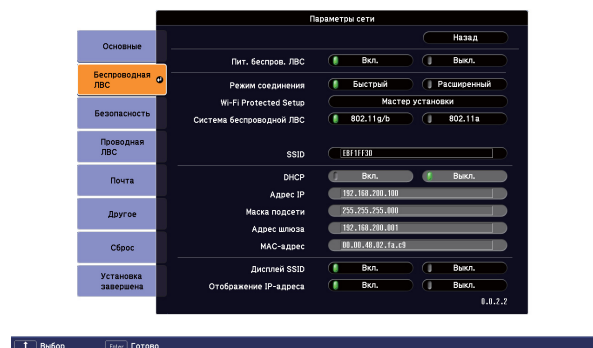 Параметры сети
Назад
Основные
Беспроводная ЛВС
Безопасность
Проводная ЛВС
Почта
Другое
Сброс
Установка завершена
Пит. беспров. ЛВС Вкл. Выкл.
Режим соединения Быстрый Расширенный
Wi-Fi Protected Setup Мастер установки
Система беспроводной ЛВС 802.11g/b 802.11a
SSID EBF1FF3D
DHCP Вкл. Выкл.
Адрес IP 192.168.200.100
Маска подсети 255.255.255.000
Адрес шлюза 192.168.200.001
MAC-адрес 00.00.48.02.fa.c9
Дисплей SSID Вкл. Выкл.
Отображение IP-адреса Вкл. Выкл.
0.0.2.2
Выбор Enter Готово